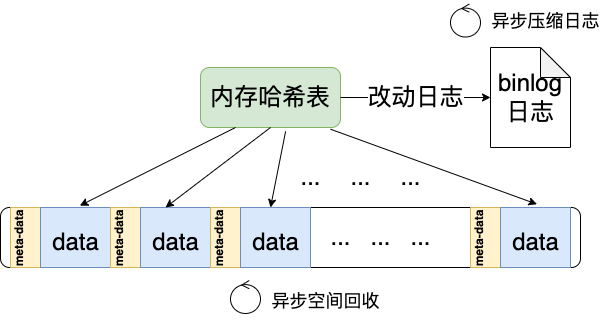 异步压缩日志
内存哈希表
改动日志
binlog
日志
... ... ...
meta-data
data
meta-data
data
meta-data
data
... ... ...
meta-data
data
异步空间回收